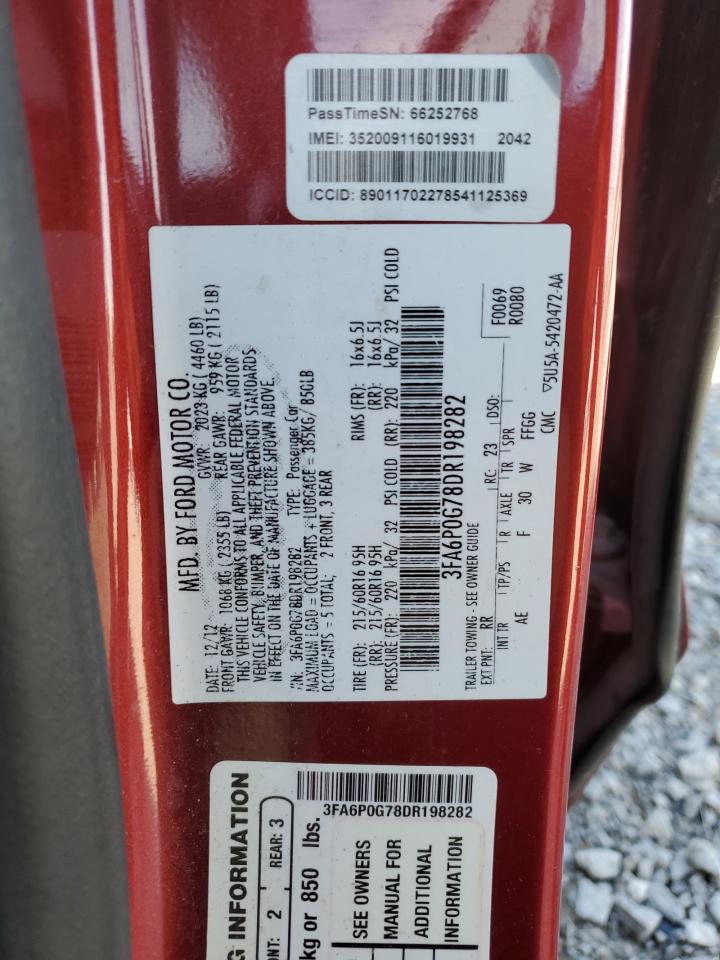 PassTimeSN: 66252768
IMEI: 352009116019931 2042
ICCID: 89011702278541125369
MFD. BY FORD MOTOR CO.
DATE: 12/12 GVWR: 2023 KG ( 4460 LB)
FRONT GAWR: 1068 KG ( 2355 LB) REAR GAWR: 959 KG ( 2115 LB)
THIS VEHICLE CONFORMS TO ALL APPLICABLE FEDERAL MOTOR
VEHICLE SAFETY, BUMPER, AND THEFT PREVENTION STANDARDS
IN EFFECT ON THE DATE OF MANUFACTURE SHOWN ABOVE.
VIN: 3FA6P0G78DR198282 TYPE: Passenger Car
MAXIMUM LOAD = OCCUPANTS + LUGGAGE = 385KG/ 850LB
OCCUPANTS = 5 TOTAL; 2 FRONT, 3 REAR
TIRE (FR): 215/60R16 95H RIMS (FR): 16x6.5J
(RR): 215/60R16 95H (RR): 16x6.5J
PRESSURE (FR): 220 kPa/ 32 PSI COLD (RR): 220 kPa/ 32 PSI COLD
3FA6P0G78DR198282
TRAILER TOWING - SEE OWNER GUIDE
EXT PNT: RR RC: 23 DSO: F0069
R0080
INT TR TP/PS R AXLE TR SPR
AE F 30 W FFGG
CMC ▽5U5A-5420472-AA
G INFORMATION
NT: 2 REAR: 3
kg or 850 lbs.
3FA6P0G78DR198282
SEE OWNERS
MANUAL FOR
ADDITIONAL
INFORMATION